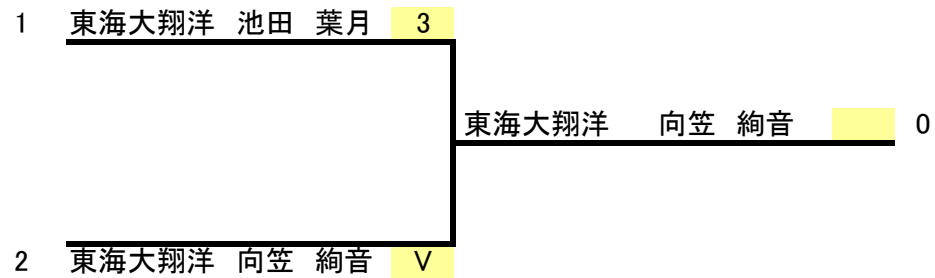 1 東海大翔洋 池田 葉月 3
東海大翔洋 向笠 絢音 0
2 東海大翔洋 向笠 絢音 V